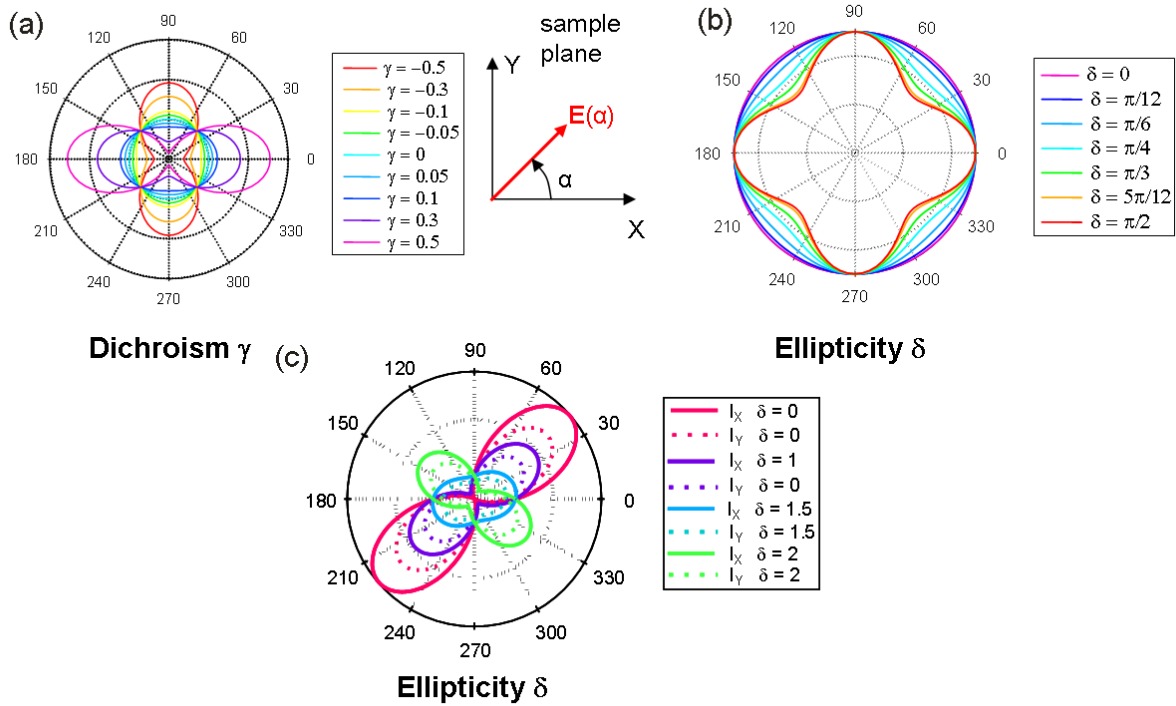 (a)
90
120
60
150
30
180
0
210
330
240
300
270
γ = −0.5
γ = −0.3
γ = −0.1
γ = −0.05
γ = 0
γ = 0.05
γ = 0.1
γ = 0.3
γ = 0.5
Dichroism γ
sample
plane
Y
E(α)
α
X
(b)
90
120
60
150
30
180
0
210
330
240
300
270
δ = 0
δ = π/12
δ = π/6
δ = π/4
δ = π/3
δ = 5π/12
δ = π/2
Ellipticity δ
(c)
90
120
60
150
30
180
0
210
330
240
300
270
I_X δ = 0
I_Y δ = 0
I_X δ = 1
I_Y δ = 0
I_X δ = 1.5
I_Y δ = 1.5
I_X δ = 2
I_Y δ = 2
Ellipticity δ